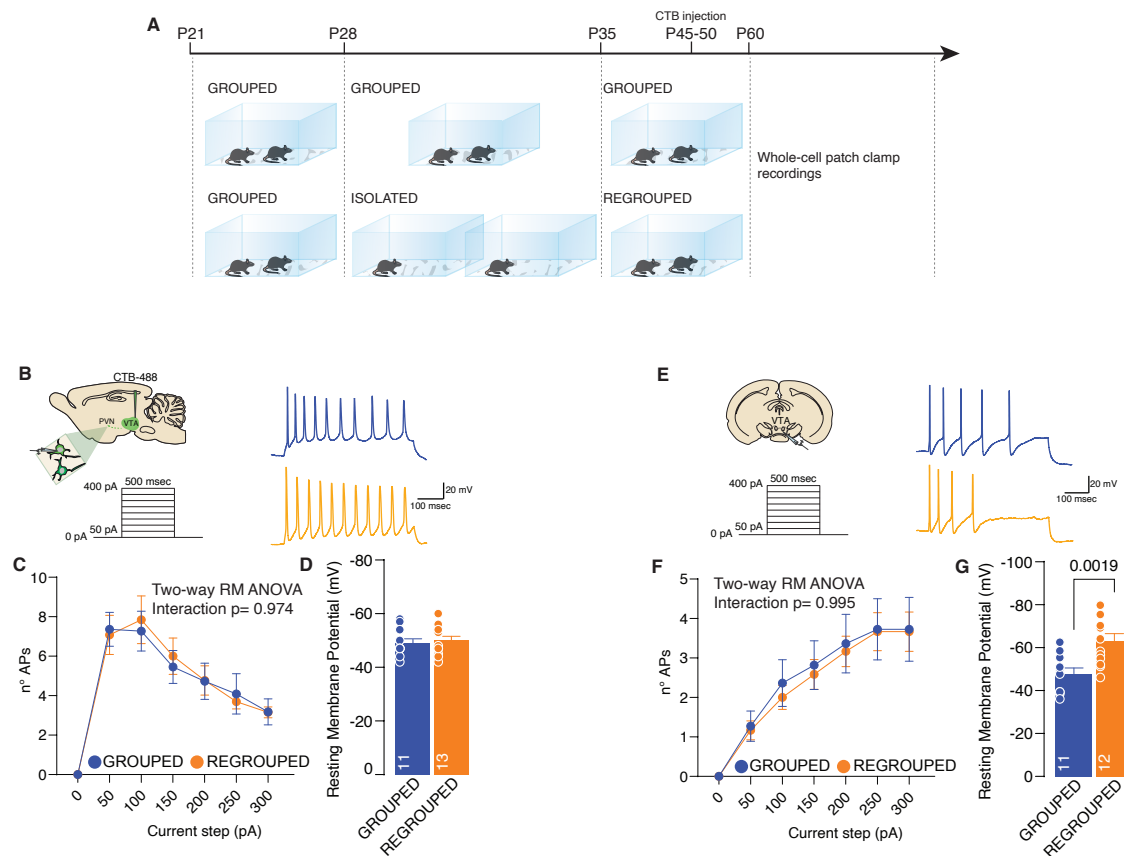 A
CTB injection
P21 P28 P35 P45-50 P60
GROUPED GROUPED GROUPED
Whole-cell patch clamp
recordings
GROUPED ISOLATED REGROUPED
B
CTB-488
PVN VTA
400 pA 500 msec
50 pA
0 pA
20 mV
100 msec
E
VTA
400 pA 500 msec
50 pA
0 pA
20 mV
100 msec
C
Two-way RM ANOVA
Interaction p= 0.974
n° APs
10
8
6
4
2
0
GROUPED REGROUPED
0 50 100 150 200 250 300
Current step (pA)
D
Resting Membrane Potential (mV)
-80
-60
-40
-20
0
11 13
GROUPED REGROUPED
F
Two-way RM ANOVA
Interaction p= 0.995
n° APs
5
4
3
2
1
0
GROUPED REGROUPED
0 50 100 150 200 250 300
Current step (pA)
G
0.0019
Resting Membrane Potential (mV)
-100
-80
-60
-40
-20
0
11 12
GROUPED REGROUPED